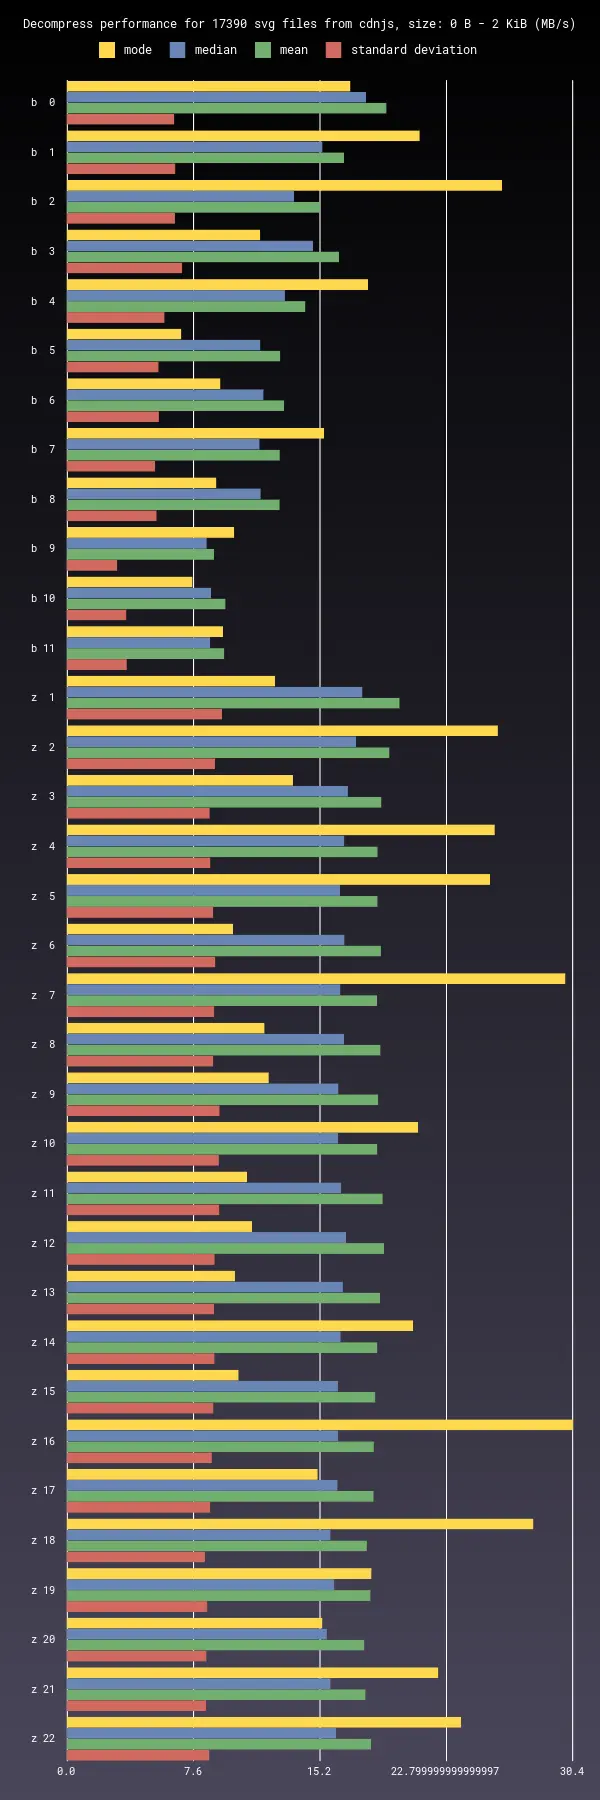 Decompress performance for 17390 svg files from cdnjs, size: 0 B - 2 KiB (MB/s)
mode median mean standard deviation
b 0
b 1
b 2
b 3
b 4
b 5
b 6
b 7
b 8
b 9
b 10
b 11
z 1
z 2
z 3
z 4
z 5
z 6
z 7
z 8
z 9
z 10
z 11
z 12
z 13
z 14
z 15
z 16
z 17
z 18
z 19
z 20
z 21
z 22
0.0 7.6 15.2 22.799999999999997 30.4